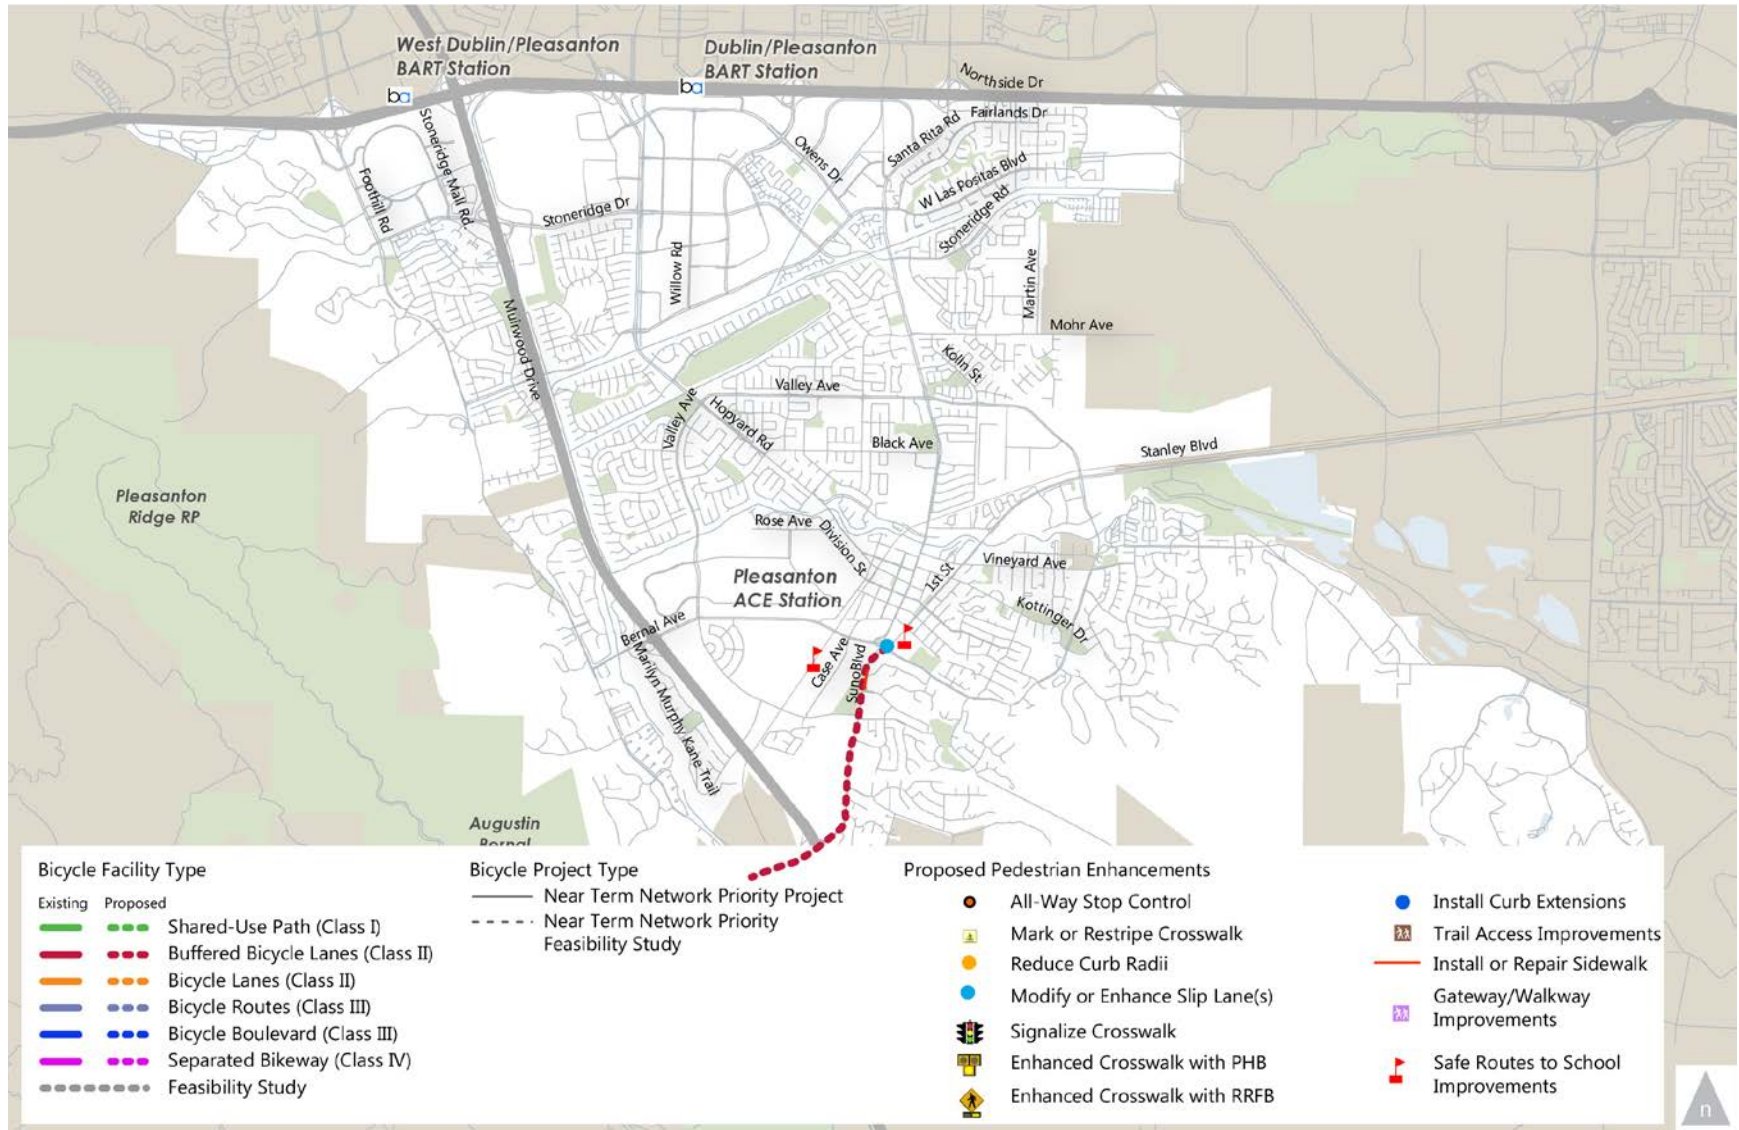 West Dublin/Pleasanton
BART Station
Dublin/Pleasanton
BART Station
ba
ba
Northside Dr
Fairlands Dr
Santa Rita Rd
Stoneridge Mall Rd.
Owens Dr
W Las Positas Blvd
Foothill Rd
Stoneridge Dr
Stoneridge Rd
Willow Rd
Martin Ave
Muirwood Drive
Mohr Ave
Kolln St
Valley Ave
Valley Ave
Hopyard Rd
Black Ave
Stanley Blvd
Pleasanton
Ridge RP
Rose Ave
Division St
1st St
Vineyard Ave
Pleasanton
ACE Station
Kottinger Dr
Bernal Ave
Case Ave
SunoBlvd
Marilyn Murphy Kane Trail
Augustin
Bernal
Bicycle Facility Type
Existing Proposed
Shared-Use Path (Class I)
Buffered Bicycle Lanes (Class II)
Bicycle Lanes (Class II)
Bicycle Routes (Class III)
Bicycle Boulevard (Class III)
Separated Bikeway (Class IV)
Feasibility Study
Bicycle Project Type
Near Term Network Priority Project
Near Term Network Priority
Feasibility Study
Proposed Pedestrian Enhancements
All-Way Stop Control
Mark or Restripe Crosswalk
Reduce Curb Radii
Modify or Enhance Slip Lane(s)
Signalize Crosswalk
Enhanced Crosswalk with PHB
Enhanced Crosswalk with RRFB
Install Curb Extensions
Trail Access Improvements
Install or Repair Sidewalk
Gateway/Walkway
Improvements
Safe Routes to School
Improvements
n